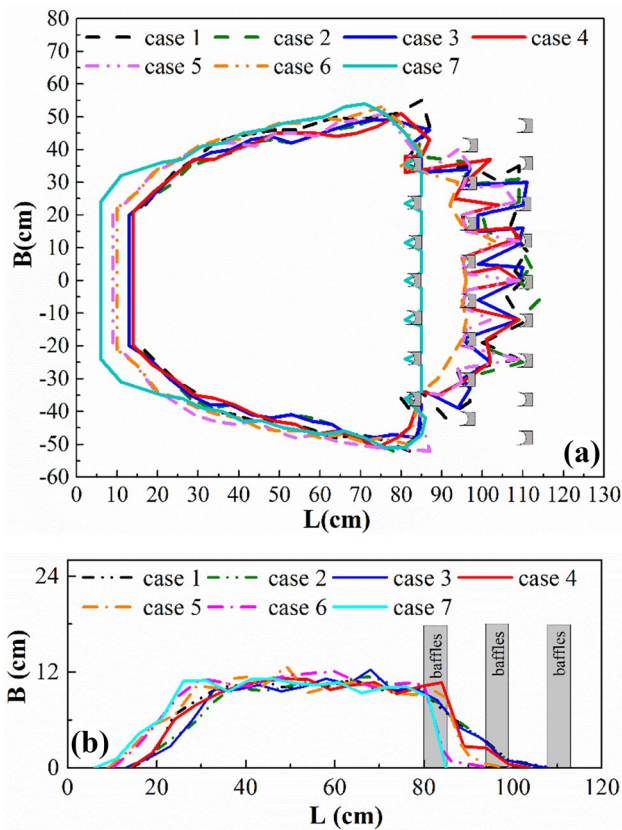 case 1 case 2 case 3 case 4
case 5 case 6 case 7
60
50
40
30
20
10
0
-10
-20
-30
-40
-50
-60
B(cm)
(a)
0 10 20 30 40 50 60 70 80 90 100 110 120 130
L(cm)
case 1 case 2 case 3 case 4
case 5 case 6 case 7
24
12
0
B (cm)
baffles baffles baffles
(b)
0 20 40 60 80 100 120
L (cm)